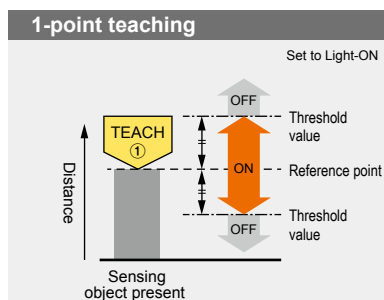 1-point teaching
Set to Light-ON
OFF
TEACH
①
Threshold
value
Distance
ON
Reference point
Threshold
value
OFF
Sensing
object present